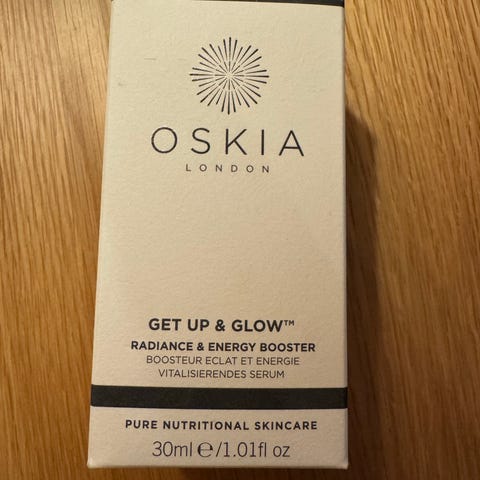 OSKIA
LONDON
GET UP & GLOW™
RADIANCE & ENERGY BOOSTER
BOOSTEUR ECLAT ET ENERGIE
VITALISIERENDES SERUM
PURE NUTRITIONAL SKINCARE
30ml ℮/1.01fl oz